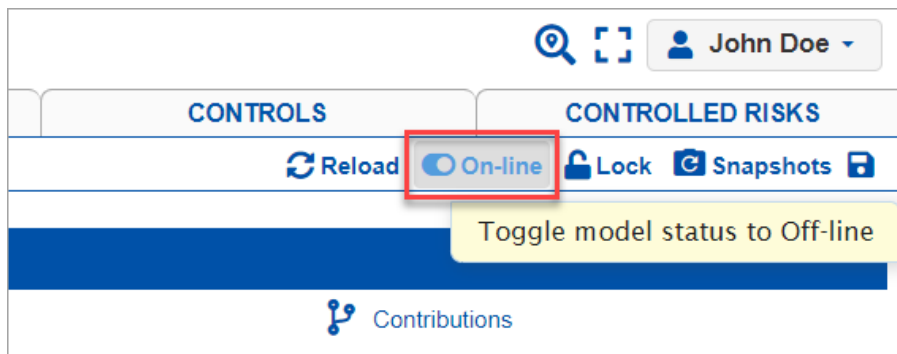 John Doe
CONTROLS CONTROLLED RISKS
Reload On-line Lock Snapshots
Toggle model status to Off-line
Contributions